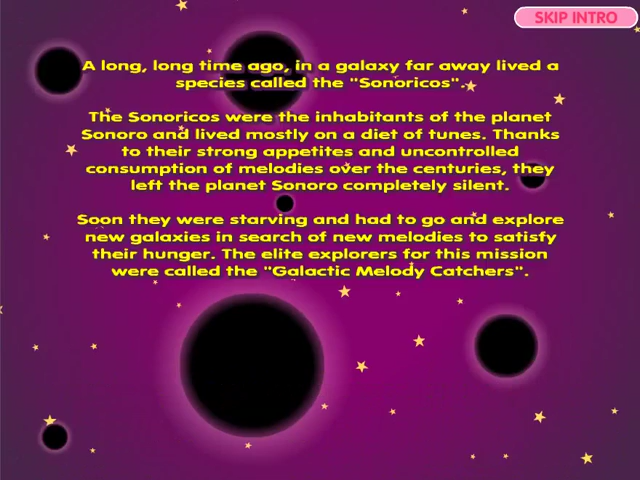 SKIP INTRO
A long, long time ago, in a galaxy far away lived a
species called the "Sonoricos".
The Sonoricos were the inhabitants of the planet
Sonoro and lived mostly on a diet of tunes. Thanks
to their strong appetites and uncontrolled
consumption of melodies over the centuries, they
left the planet Sonoro completely silent.
Soon they were starving and had to go and explore
new galaxies in search of new melodies to satisfy
their hunger. The elite explorers for this mission
were called the "Galactic Melody Catchers".